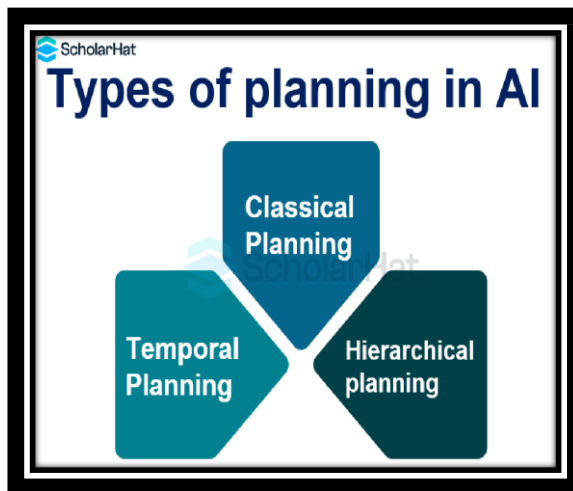 ScholarHat
Types of planning in AI
Classical
Planning
ScholarHat
Temporal
Planning
Hierarchical
planning